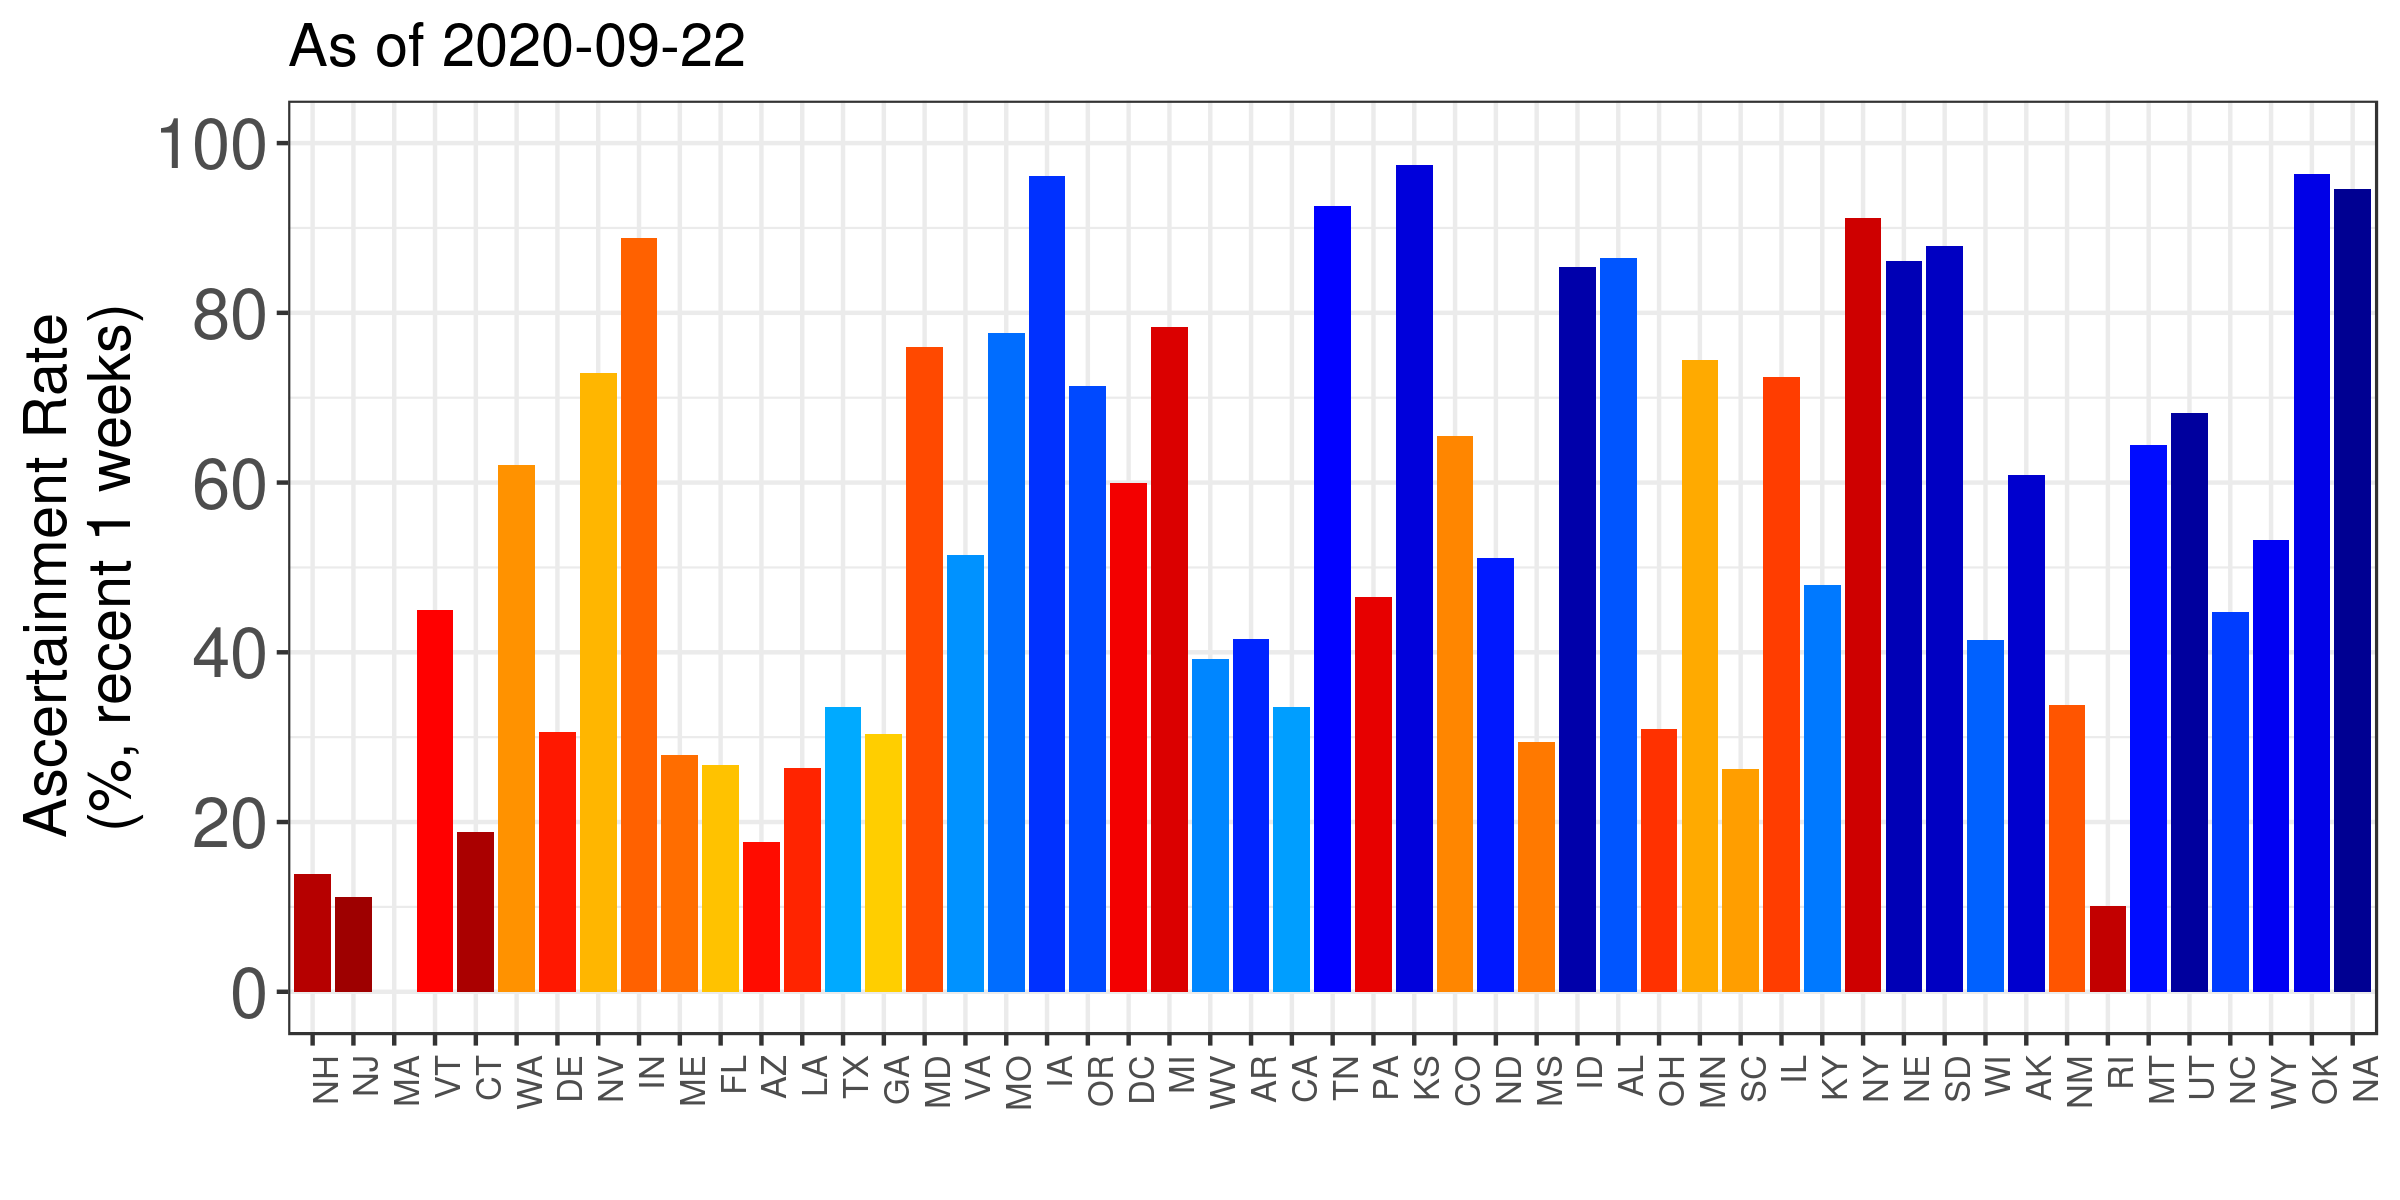 As of 2020-09-22
Ascertainment Rate
(%, recent 1 weeks)
100
80
60
40
20
0
NH NJ MA VT CT WA DE NV IN ME FL AZ LA TX GA MD VA MO IA OR DC MI WV AR CA TN PA KS CO ND MS ID AL OH MN SC IL KY NY NE SD WI AK NM RI MT UT NC WY OK NA